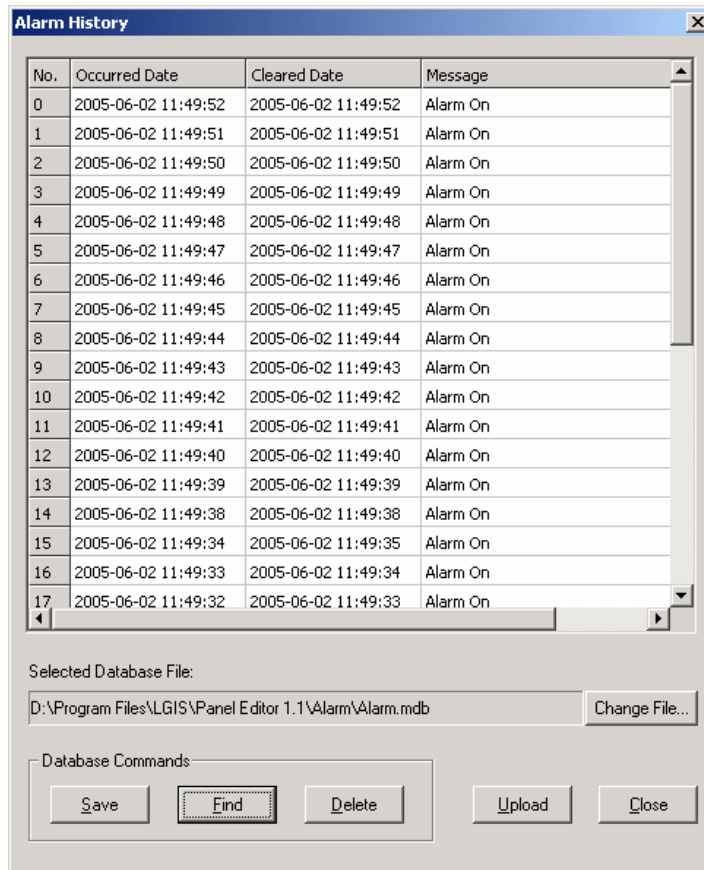 Alarm History
No. Occurred Date Cleared Date Message
0 2005-06-02 11:49:52 2005-06-02 11:49:52 Alarm On
1 2005-06-02 11:49:51 2005-06-02 11:49:51 Alarm On
2 2005-06-02 11:49:50 2005-06-02 11:49:50 Alarm On
3 2005-06-02 11:49:49 2005-06-02 11:49:49 Alarm On
4 2005-06-02 11:49:48 2005-06-02 11:49:48 Alarm On
5 2005-06-02 11:49:47 2005-06-02 11:49:47 Alarm On
6 2005-06-02 11:49:46 2005-06-02 11:49:46 Alarm On
7 2005-06-02 11:49:45 2005-06-02 11:49:45 Alarm On
8 2005-06-02 11:49:44 2005-06-02 11:49:44 Alarm On
9 2005-06-02 11:49:43 2005-06-02 11:49:43 Alarm On
10 2005-06-02 11:49:42 2005-06-02 11:49:42 Alarm On
11 2005-06-02 11:49:41 2005-06-02 11:49:41 Alarm On
12 2005-06-02 11:49:40 2005-06-02 11:49:40 Alarm On
13 2005-06-02 11:49:39 2005-06-02 11:49:39 Alarm On
14 2005-06-02 11:49:38 2005-06-02 11:49:38 Alarm On
15 2005-06-02 11:49:34 2005-06-02 11:49:35 Alarm On
16 2005-06-02 11:49:33 2005-06-02 11:49:34 Alarm On
17 2005-06-02 11:49:32 2005-06-02 11:49:33 Alarm On
Selected Database File:
D:\Program Files\LGIS\Panel Editor 1.1\Alarm\Alarm.mdb Change File...
Database Commands
Save Find Delete Upload Close